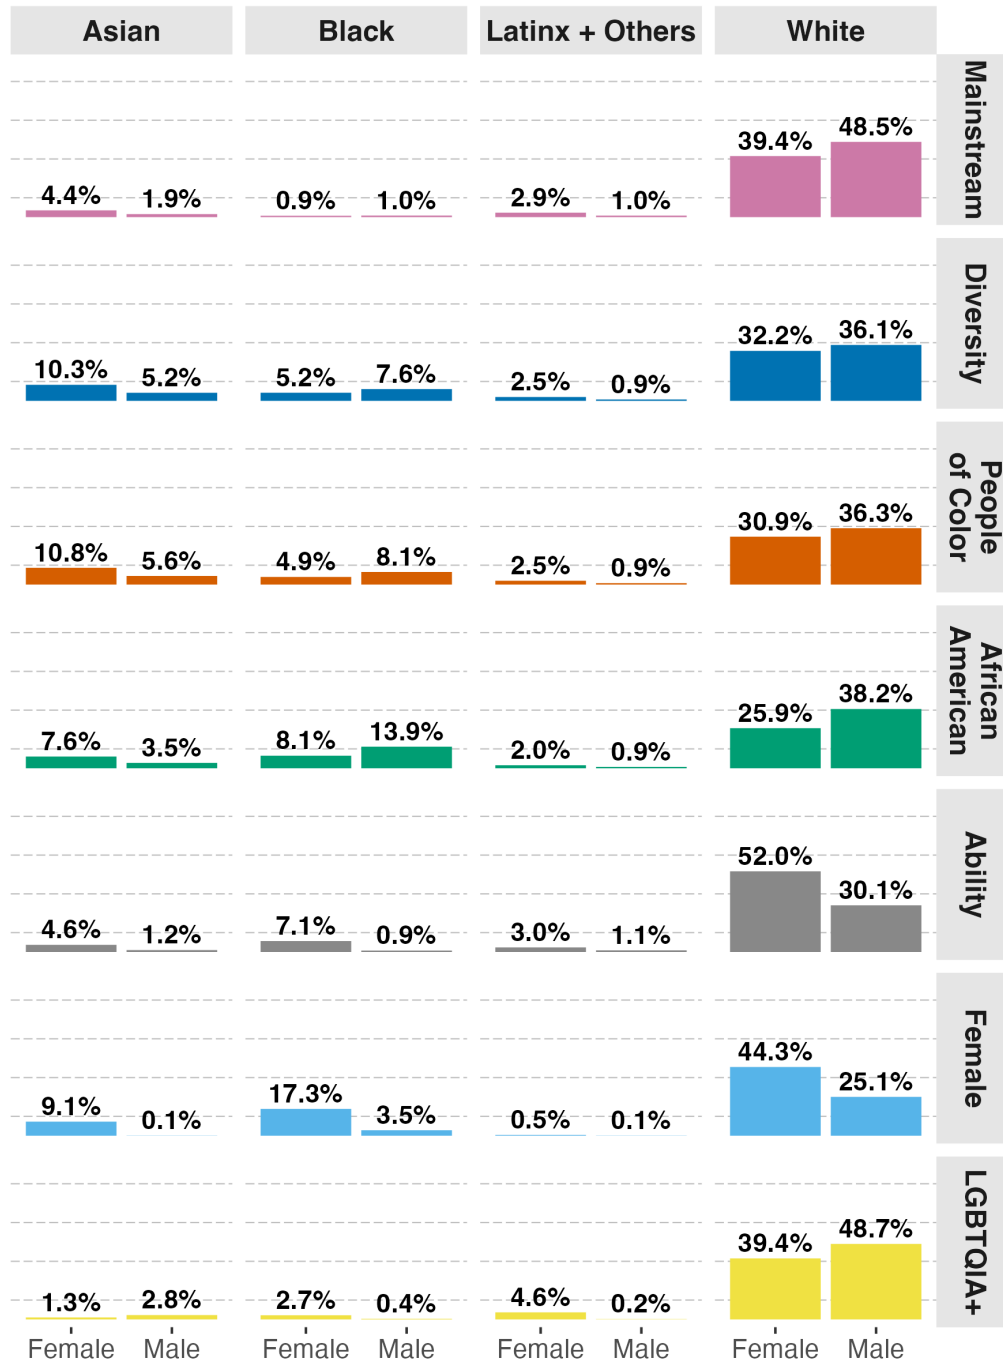 Asian Black Latinx + Others White
Mainstream
4.4% 1.9% 0.9% 1.0% 2.9% 1.0% 39.4% 48.5%
Diversity
10.3% 5.2% 5.2% 7.6% 2.5% 0.9% 32.2% 36.1%
People
of Color
10.8% 5.6% 4.9% 8.1% 2.5% 0.9% 30.9% 36.3%
African
American
7.6% 3.5% 8.1% 13.9% 2.0% 0.9% 25.9% 38.2%
Ability
4.6% 1.2% 7.1% 0.9% 3.0% 1.1% 52.0% 30.1%
Female
9.1% 0.1% 17.3% 3.5% 0.5% 0.1% 44.3% 25.1%
LGBTQIA+
1.3% 2.8% 2.7% 0.4% 4.6% 0.2% 39.4% 48.7%
Female Male Female Male Female Male Female Male